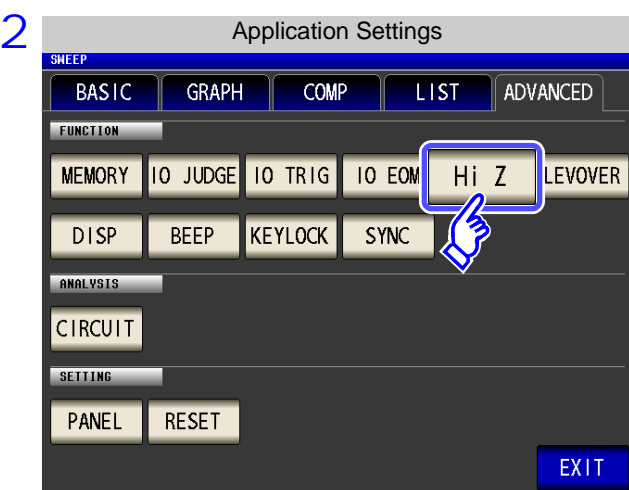 2
Application Settings
SWEEP
BASIC GRAPH COMP LIST ADVANCED
FUNCTION
MEMORY IO JUDGE IO TRIG IO EOM Hi Z LEVOVER
DISP BEEP KEYLOCK SYNC
ANALYSIS
CIRCUIT
SETTING
PANEL RESET
EXIT